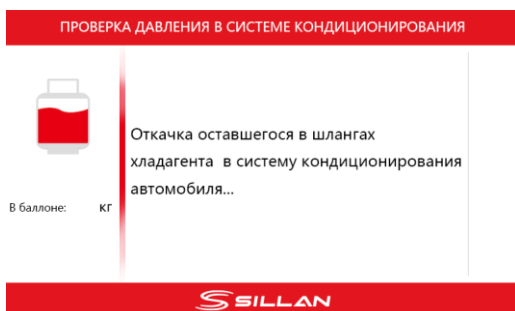 ПРОВЕРКА ДАВЛЕНИЯ В СИСТЕМЕ КОНДИЦИОНИРОВАНИЯ
Откачка оставшегося в шлангах
хладагента в систему кондиционирования
автомобиля...
В баллоне: кг
SILLAN